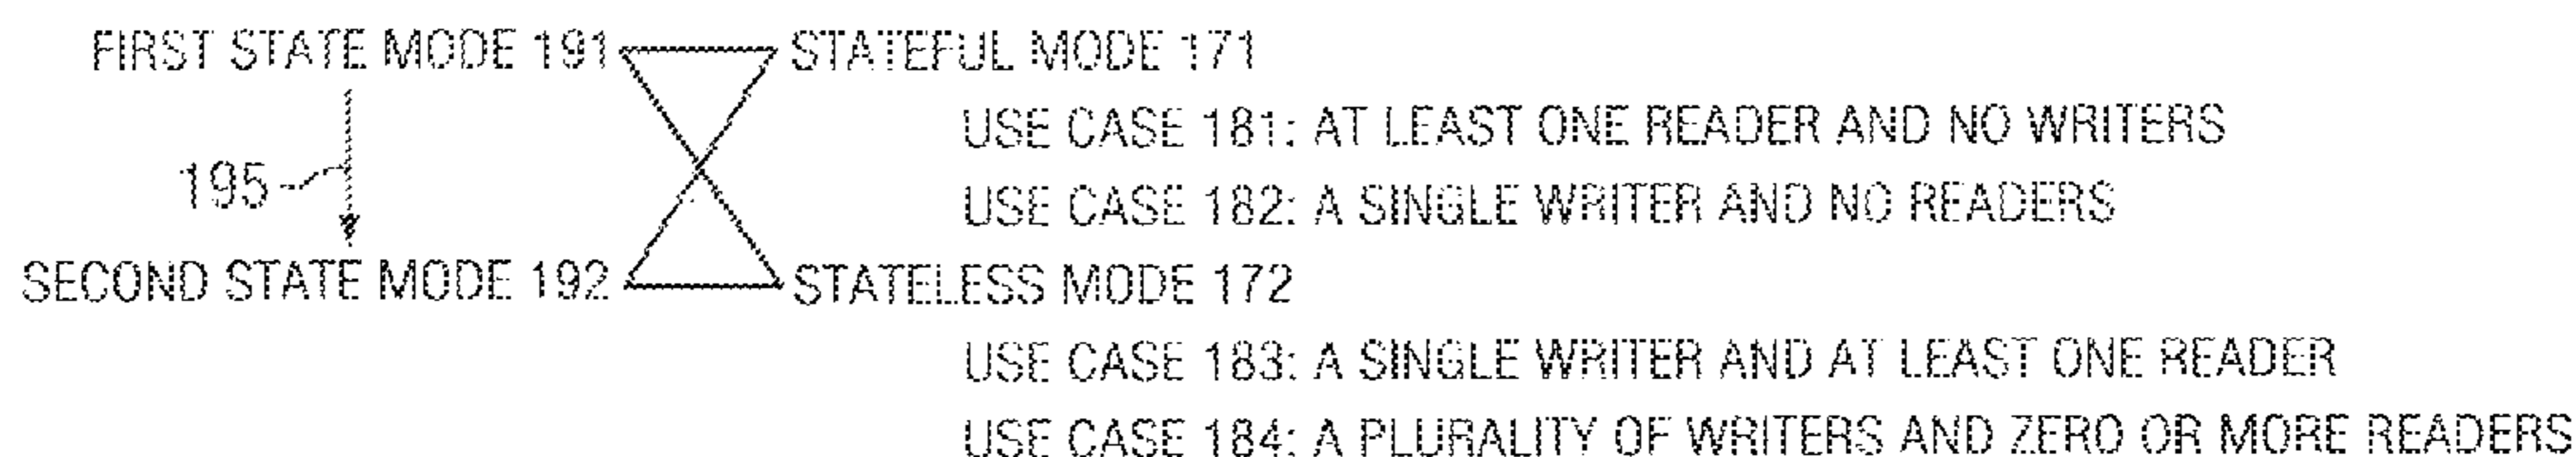 FIRST STATE MODE 191 STATEFUL MODE 171
USE CASE 181: AT LEAST ONE READER AND NO WRITERS
195 USE CASE 182: A SINGLE WRITER AND NO READERS
SECOND STATE MODE 192 STATELESS MODE 172
USE CASE 183: A SINGLE WRITER AND AT LEAST ONE READER
USE CASE 184: A PLURALITY OF WRITERS AND ZERO OR MORE READERS